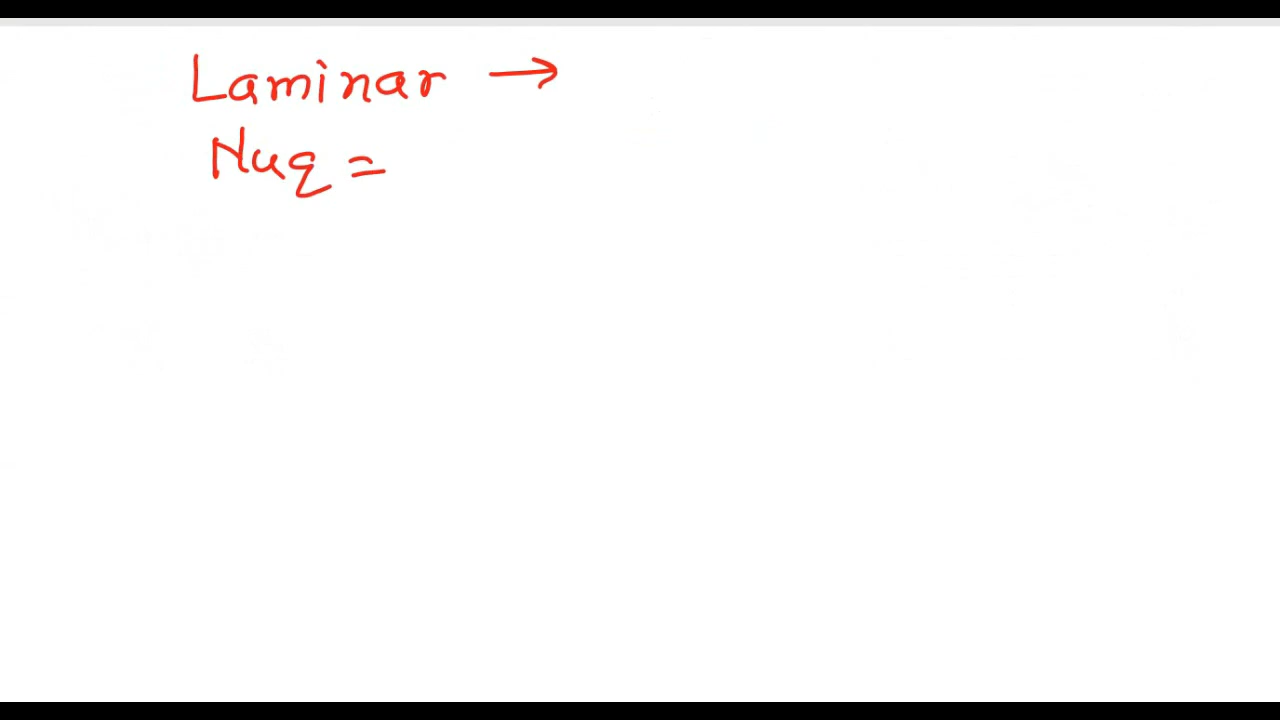 Laminar →
Nuq =